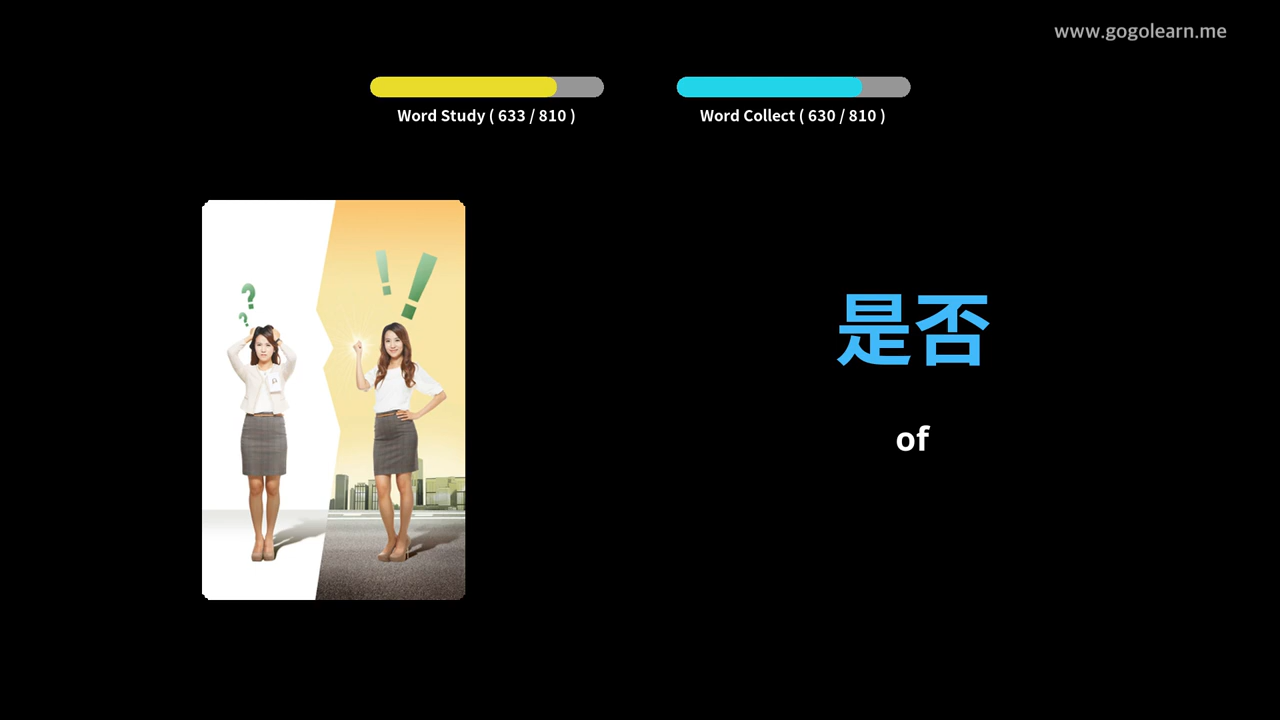 www.gogolearn.me
Word Study ( 633 / 810 )
Word Collect ( 630 / 810 )
? ?
! !
是否
of